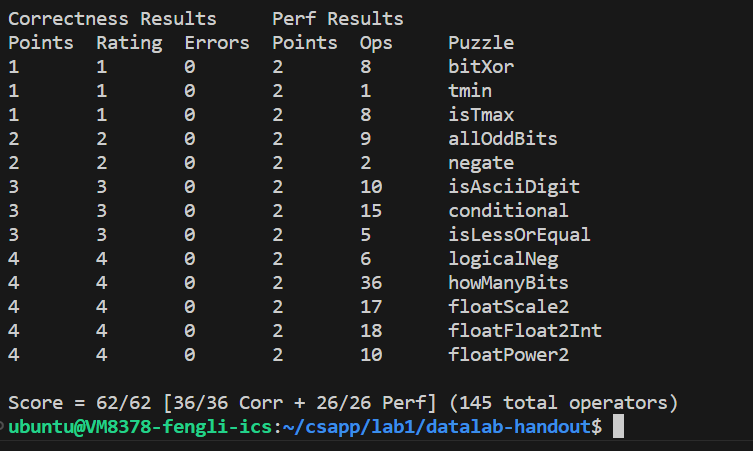 Correctness Results     Perf Results
Points  Rating  Errors  Points  Ops     Puzzle
1       1       0       2       8       bitXor
1       1       0       2       1       tmin
1       1       0       2       8       isTmax
2       2       0       2       9       allOddBits
2       2       0       2       2       negate
3       3       0       2       10      isAsciiDigit
3       3       0       2       15      conditional
3       3       0       2       5       isLessOrEqual
4       4       0       2       6       logicalNeg
4       4       0       2       36      howManyBits
4       4       0       2       17      floatScale2
4       4       0       2       18      floatFloat2Int
4       4       0       2       10      floatPower2
Score = 62/62 [36/36 Corr + 26/26 Perf] (145 total operators)
ubuntu@VM8378-fengli-ics:~/csapp/lab1/datalab-handout$